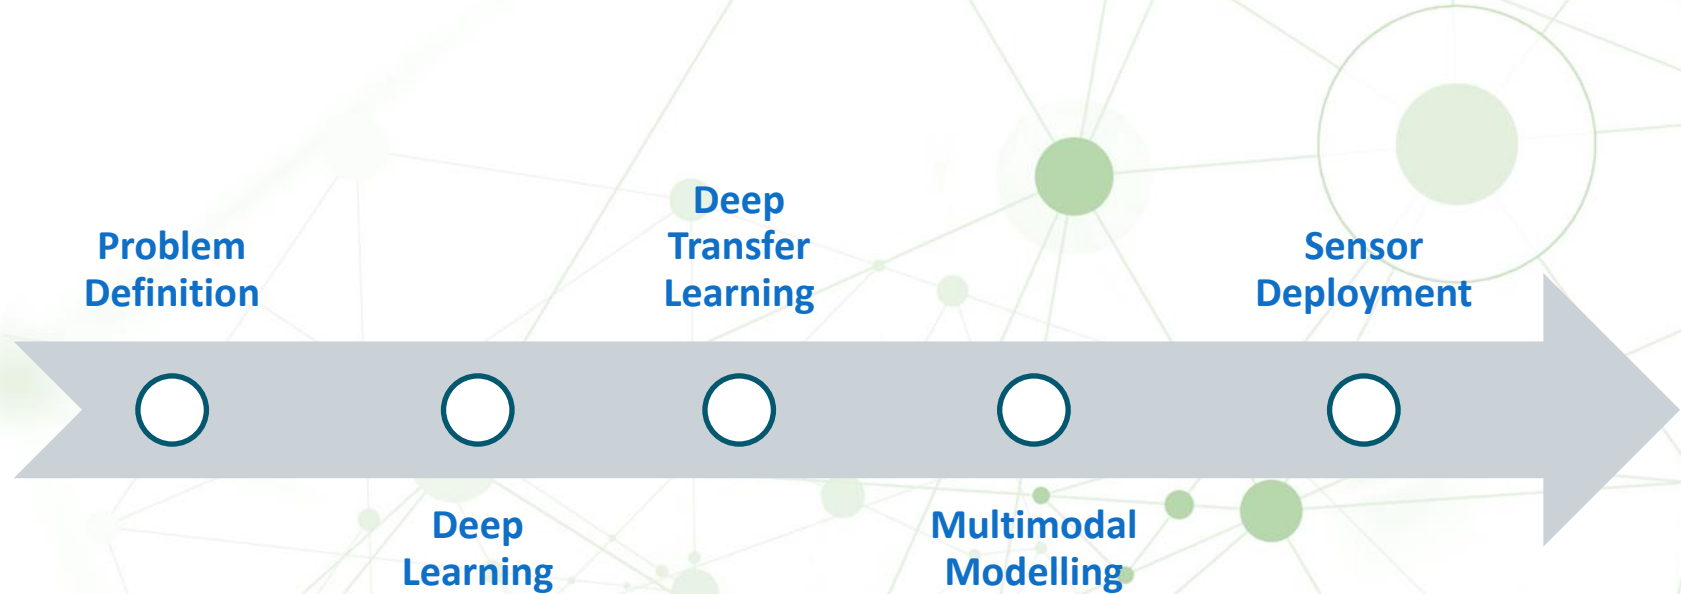 Problem
Definition
Deep
Learning
Deep
Transfer
Learning
Multimodal
Modelling
Sensor
Deployment